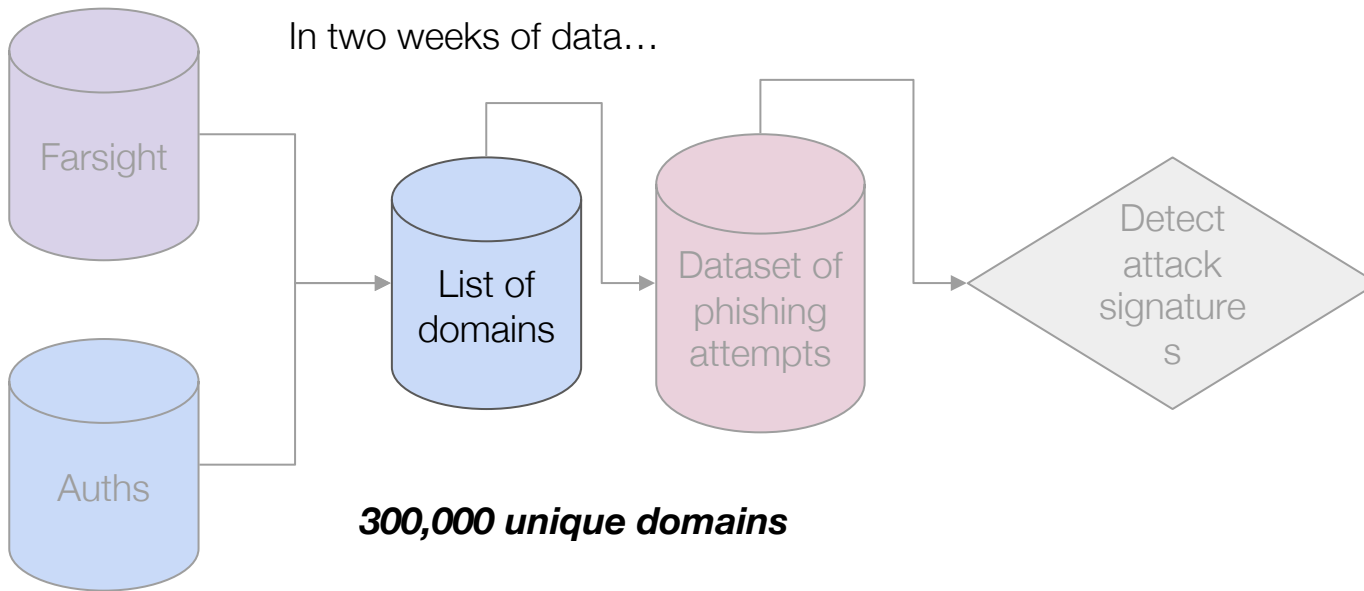 In two weeks of data…
Farsight
Auths
List of
domains
Dataset of
phishing
attempts
Detect
attack
signature
s
300,000 unique domains